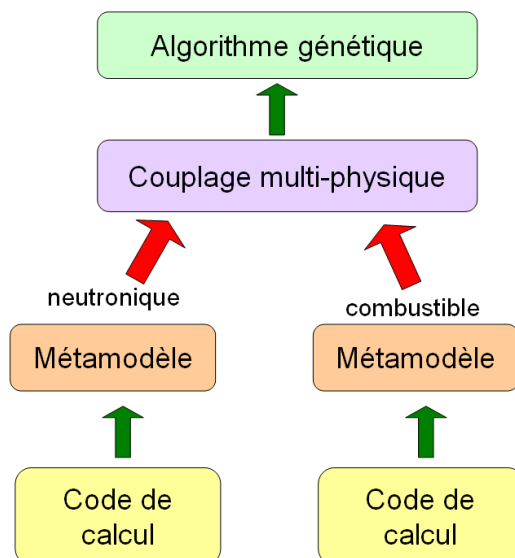 Algorithme génétique
Couplage multi-physique
neutronique
combustible
Métamodèle
Métamodèle
Code de
calcul
Code de
calcul